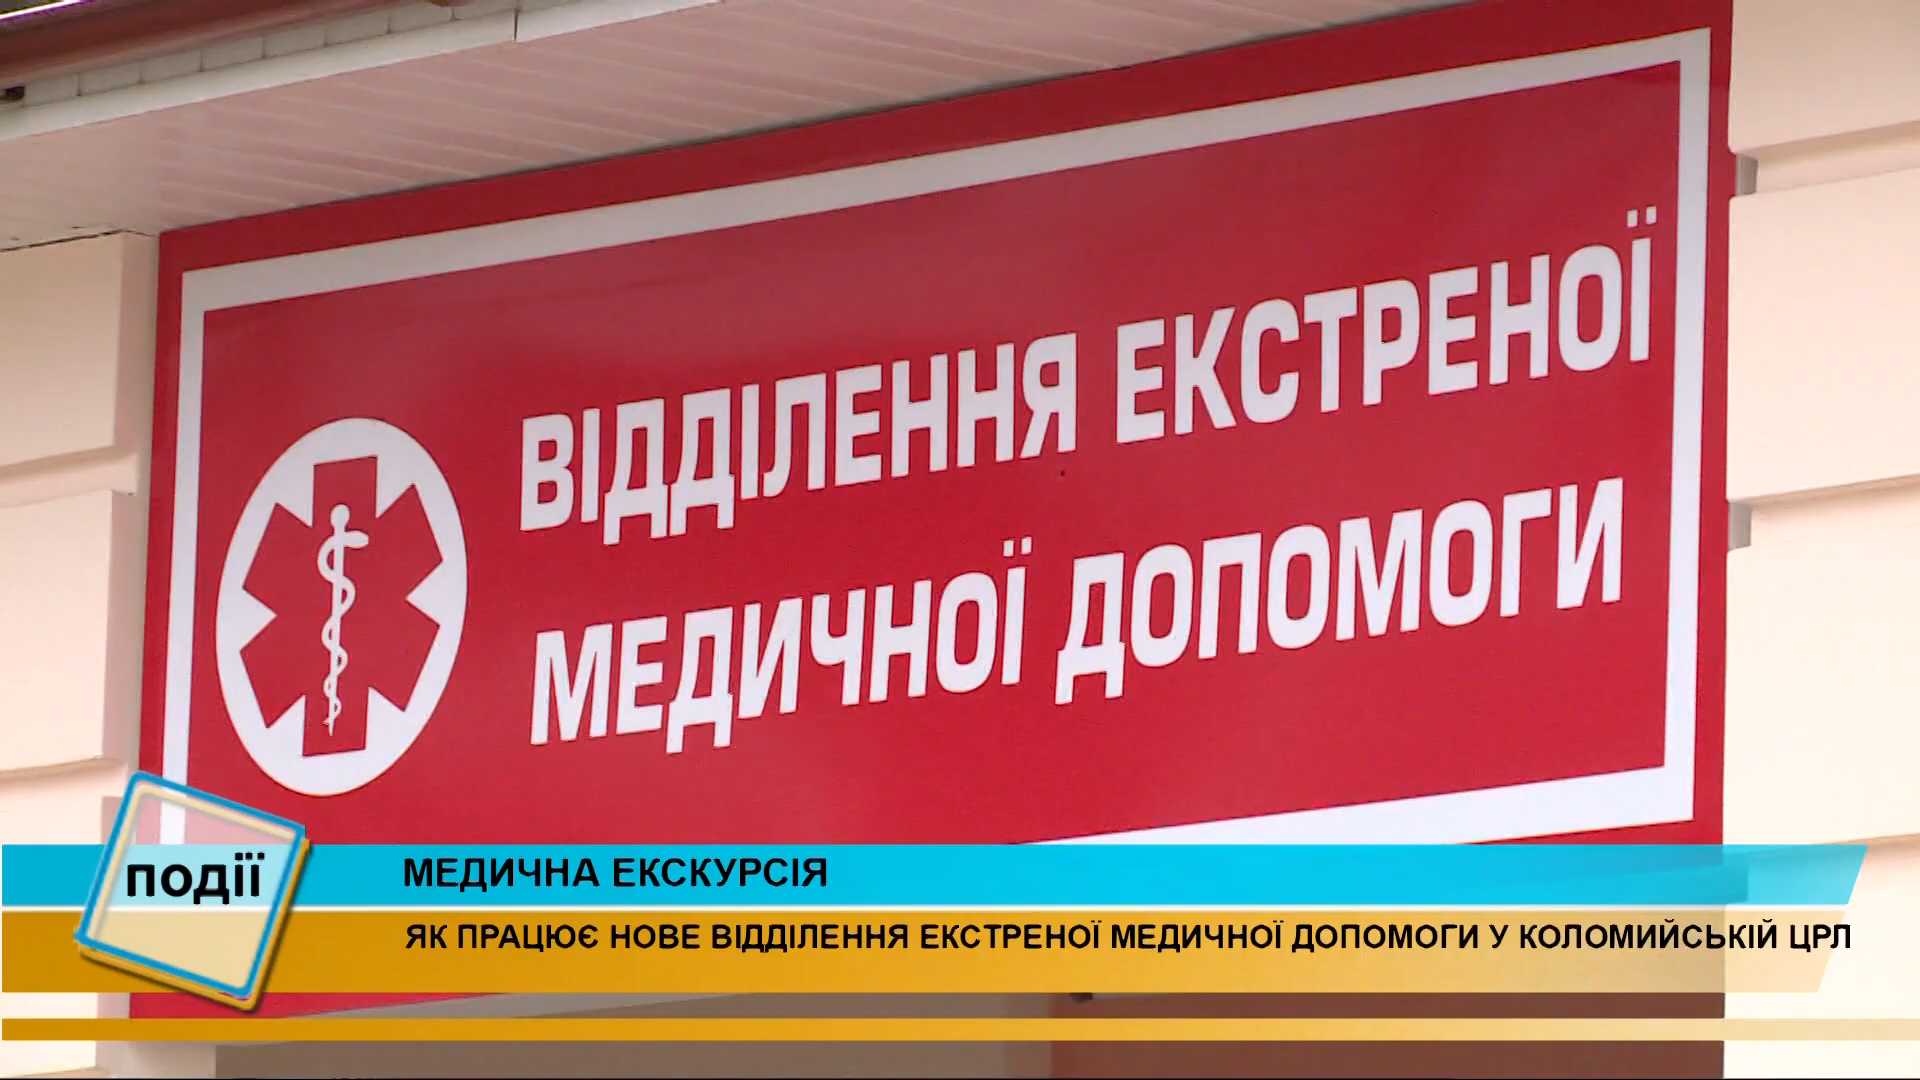 ВІДДІЛЕННЯ ЕКСТРЕНОЇ
МЕДИЧНОЇ ДОПОМОГИ
події
МЕДИЧНА ЕКСКУРСІЯ
ЯК ПРАЦЮЄ НОВЕ ВІДДІЛЕННЯ ЕКСТРЕНОЇ МЕДИЧНОЇ ДОПОМОГИ У КОЛОМИЙСЬКІЙ ЦРЛ